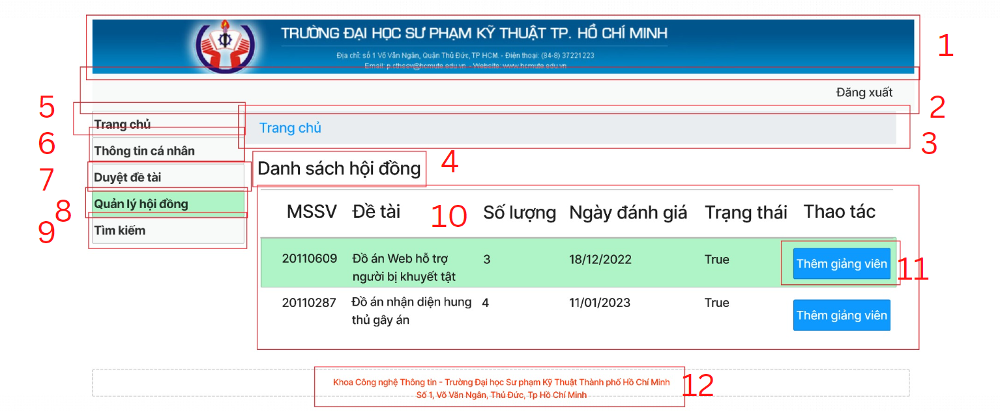 TRƯỜNG ĐẠI HỌC SƯ PHẠM KỸ THUẬT TP. HỒ CHÍ MINH
Địa chỉ: số 1 Võ Văn Ngân, Quận Thủ Đức, TP HCM. - Điện thoại: (84-8) 37221223
Email: p.cthssv@hcmute.edu.vn - Website: www.hcmute.edu.vn
1
Đăng xuất
2
5
Trang chủ
Trang chủ
3
6
Thông tin cá nhân
Danh sách hội đồng
4
7
Duyệt đề tài
8
Quản lý hội đồng
9
Tìm kiếm
MSSV Đề tài 10 Số lượng Ngày đánh giá Trạng thái Thao tác
20110609 Đồ án Web hỗ trợ 3 18/12/2022 True Thêm giảng viên 11
người bị khuyết tật
20110287 Đồ án nhận diện hung 4 11/01/2023 True Thêm giảng viên
thủ gây án
Khoa Công nghệ Thông tin - Trường Đại học Sư phạm Kỹ Thuật Thành phố Hồ Chí Minh
Số 1, Võ Văn Ngân, Thủ Đức, Tp Hồ Chí Minh
12